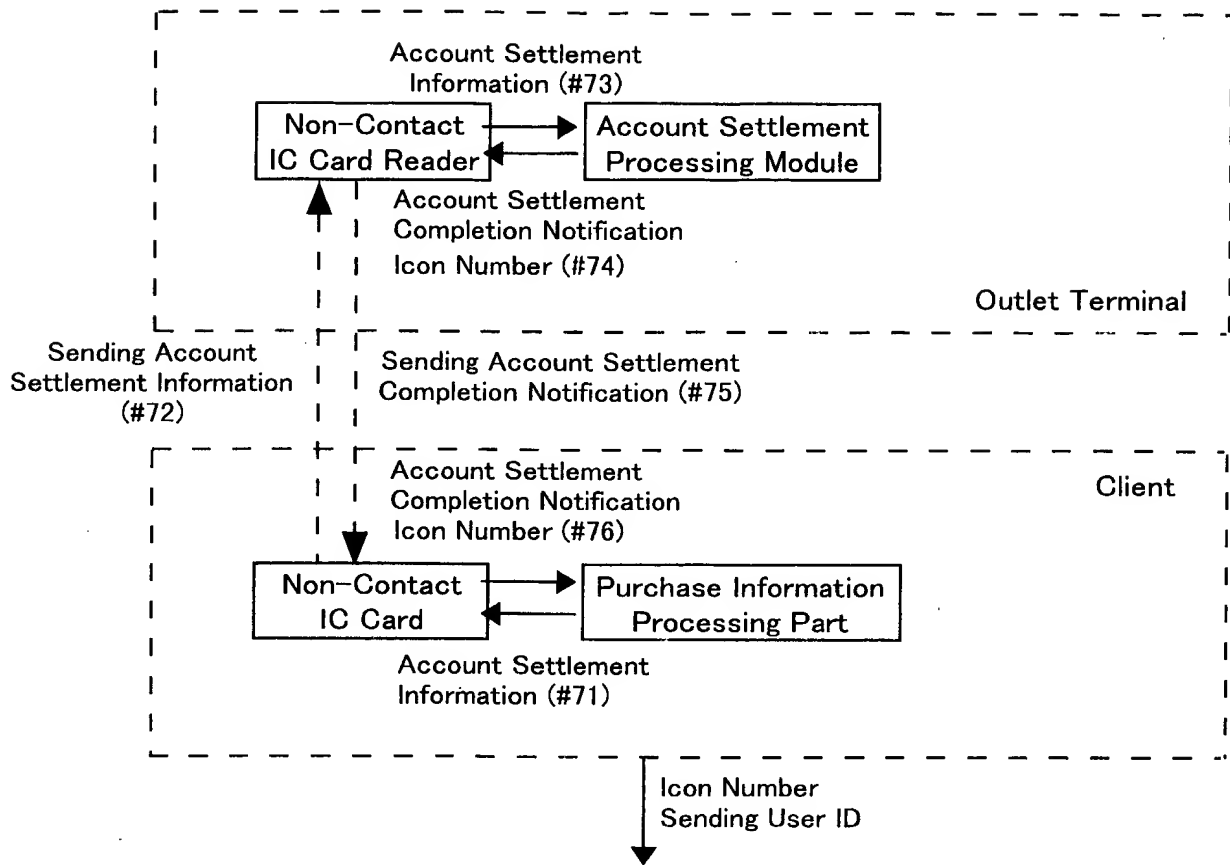 Account Settlement
Information (#73)
Non-Contact
IC Card Reader
Account Settlement
Processing Module
Account Settlement
Completion Notification
Icon Number (#74)
Outlet Terminal
Sending Account
Settlement Information
(#72)
Sending Account Settlement
Completion Notification (#75)
Account Settlement
Completion Notification
Icon Number (#76)
Client
Non-Contact
IC Card
Purchase Information
Processing Part
Account Settlement
Information (#71)
Icon Number
Sending User ID